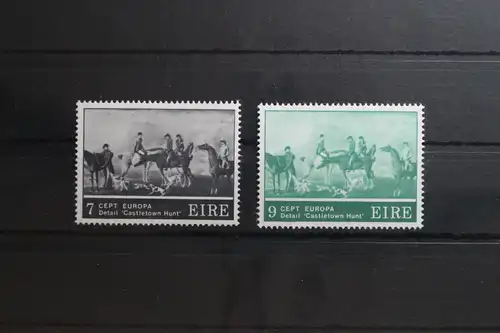 7 CEPT EUROPA
Detail 'Castletown Hunt' EIRE
9 CEPT EUROPA
Detail 'Castletown Hunt' EIRE